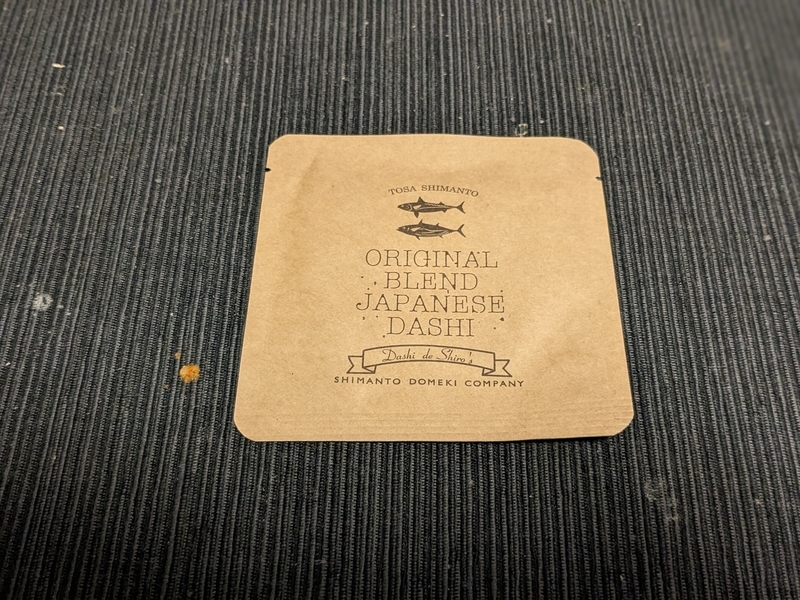 TOSA SHIMANTO
ORIGINAL
BLEND
JAPANESE
DASHI
Dashi de Shiro's
SHIMANTO DOMEKI COMPANY